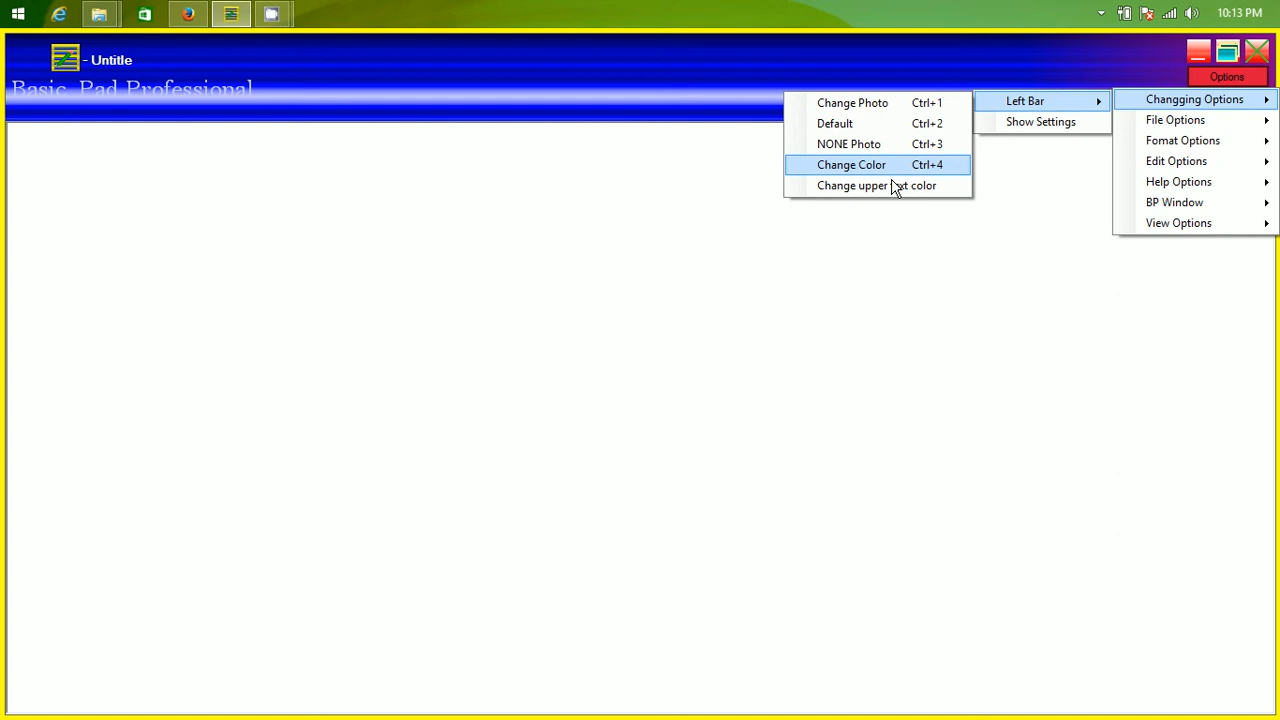 10:13 PM
- Untitle
Basic Pad Professional
Options
Change Photo Ctrl+1
Default Ctrl+2
NONE Photo Ctrl+3
Change Color Ctrl+4
Change upper text color
Left Bar
Show Settings
Changging Options
File Options
Fomat Options
Edit Options
Help Options
BP Window
View Options